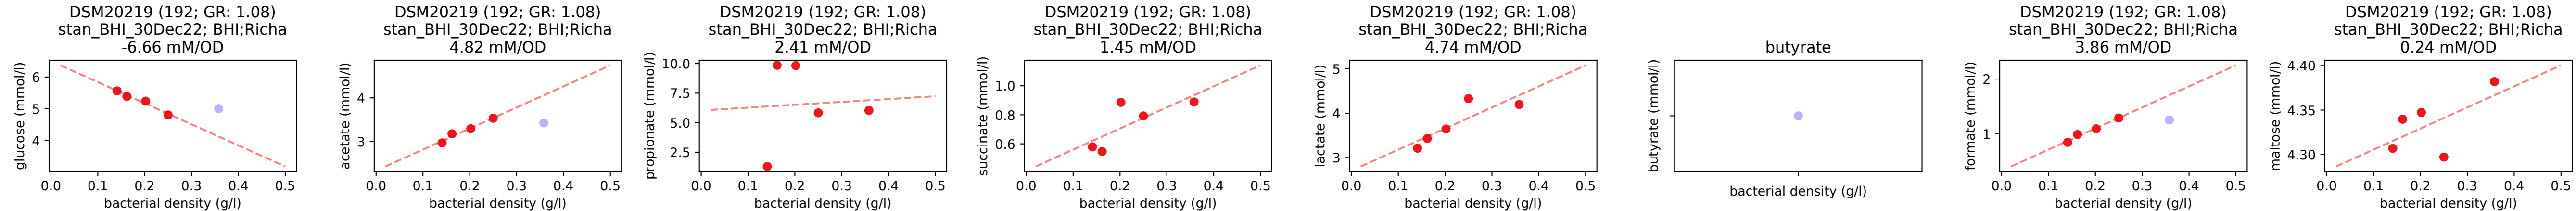 DSM20219 (192; GR: 1.08)
stan_BHI_30Dec22; BHI;Richa
-6.66 mM/OD
glucose (mmol/l)
6
5
4
0.0 0.1 0.2 0.3 0.4 0.5
bacterial density (g/l)
DSM20219 (192; GR: 1.08)
stan_BHI_30Dec22; BHI;Richa
4.82 mM/OD
acetate (mmol/l)
4
3
0.0 0.1 0.2 0.3 0.4 0.5
bacterial density (g/l)
DSM20219 (192; GR: 1.08)
stan_BHI_30Dec22; BHI;Richa
2.41 mM/OD
propionate (mmol/l)
10.0
7.5
5.0
2.5
0.0 0.1 0.2 0.3 0.4 0.5
bacterial density (g/l)
DSM20219 (192; GR: 1.08)
stan_BHI_30Dec22; BHI;Richa
1.45 mM/OD
succinate (mmol/l)
1.0
0.8
0.6
0.0 0.1 0.2 0.3 0.4 0.5
bacterial density (g/l)
DSM20219 (192; GR: 1.08)
stan_BHI_30Dec22; BHI;Richa
4.74 mM/OD
lactate (mmol/l)
5
4
3
0.0 0.1 0.2 0.3 0.4 0.5
bacterial density (g/l)
butyrate
butyrate (mmol/l)
bacterial density (g/l)
DSM20219 (192; GR: 1.08)
stan_BHI_30Dec22; BHI;Richa
3.86 mM/OD
formate (mmol/l)
2
1
0.0 0.1 0.2 0.3 0.4 0.5
bacterial density (g/l)
DSM20219 (192; GR: 1.08)
stan_BHI_30Dec22; BHI;Richa
0.24 mM/OD
maltose (mmol/l)
4.40
4.35
4.30
0.0 0.1 0.2 0.3 0.4 0.5
bacterial density (g/l)